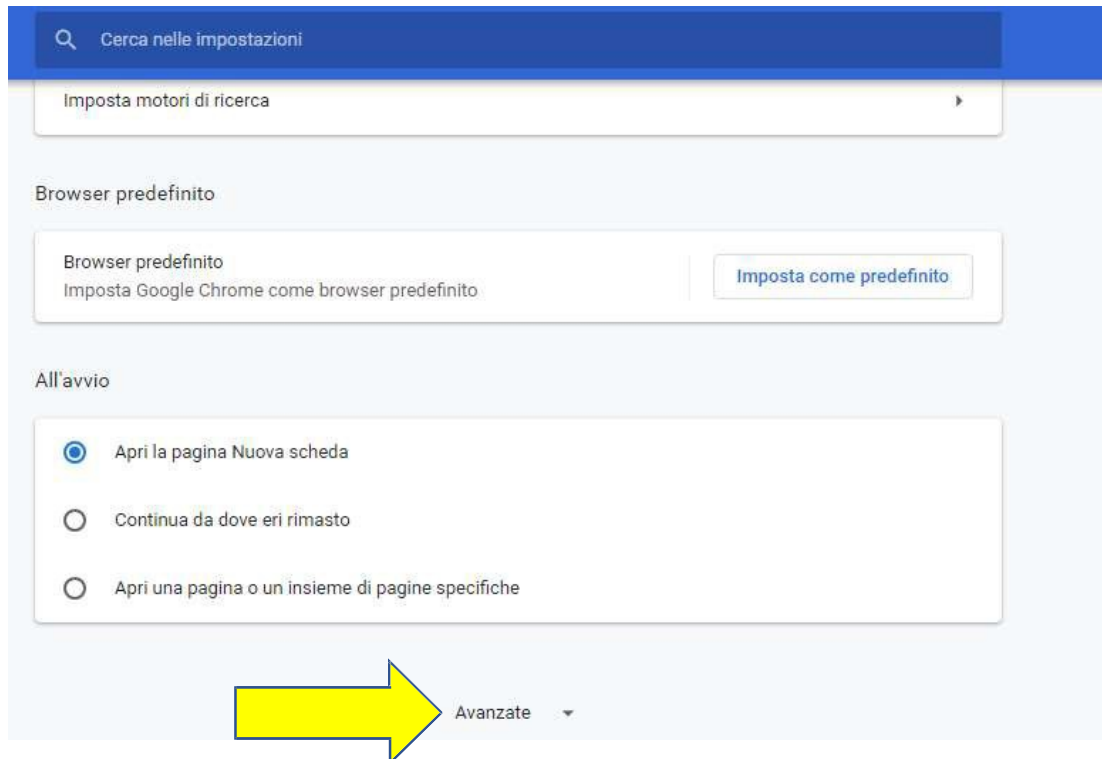 Cerca nelle impostazioni
Imposta motori di ricerca
Browser predefinito
Browser predefinito
Imposta Google Chrome come browser predefinito
Imposta come predefinito
All'avvio
Apri la pagina Nuova scheda
Continua da dove eri rimasto
Apri una pagina o un insieme di pagine specifiche
Avanzate